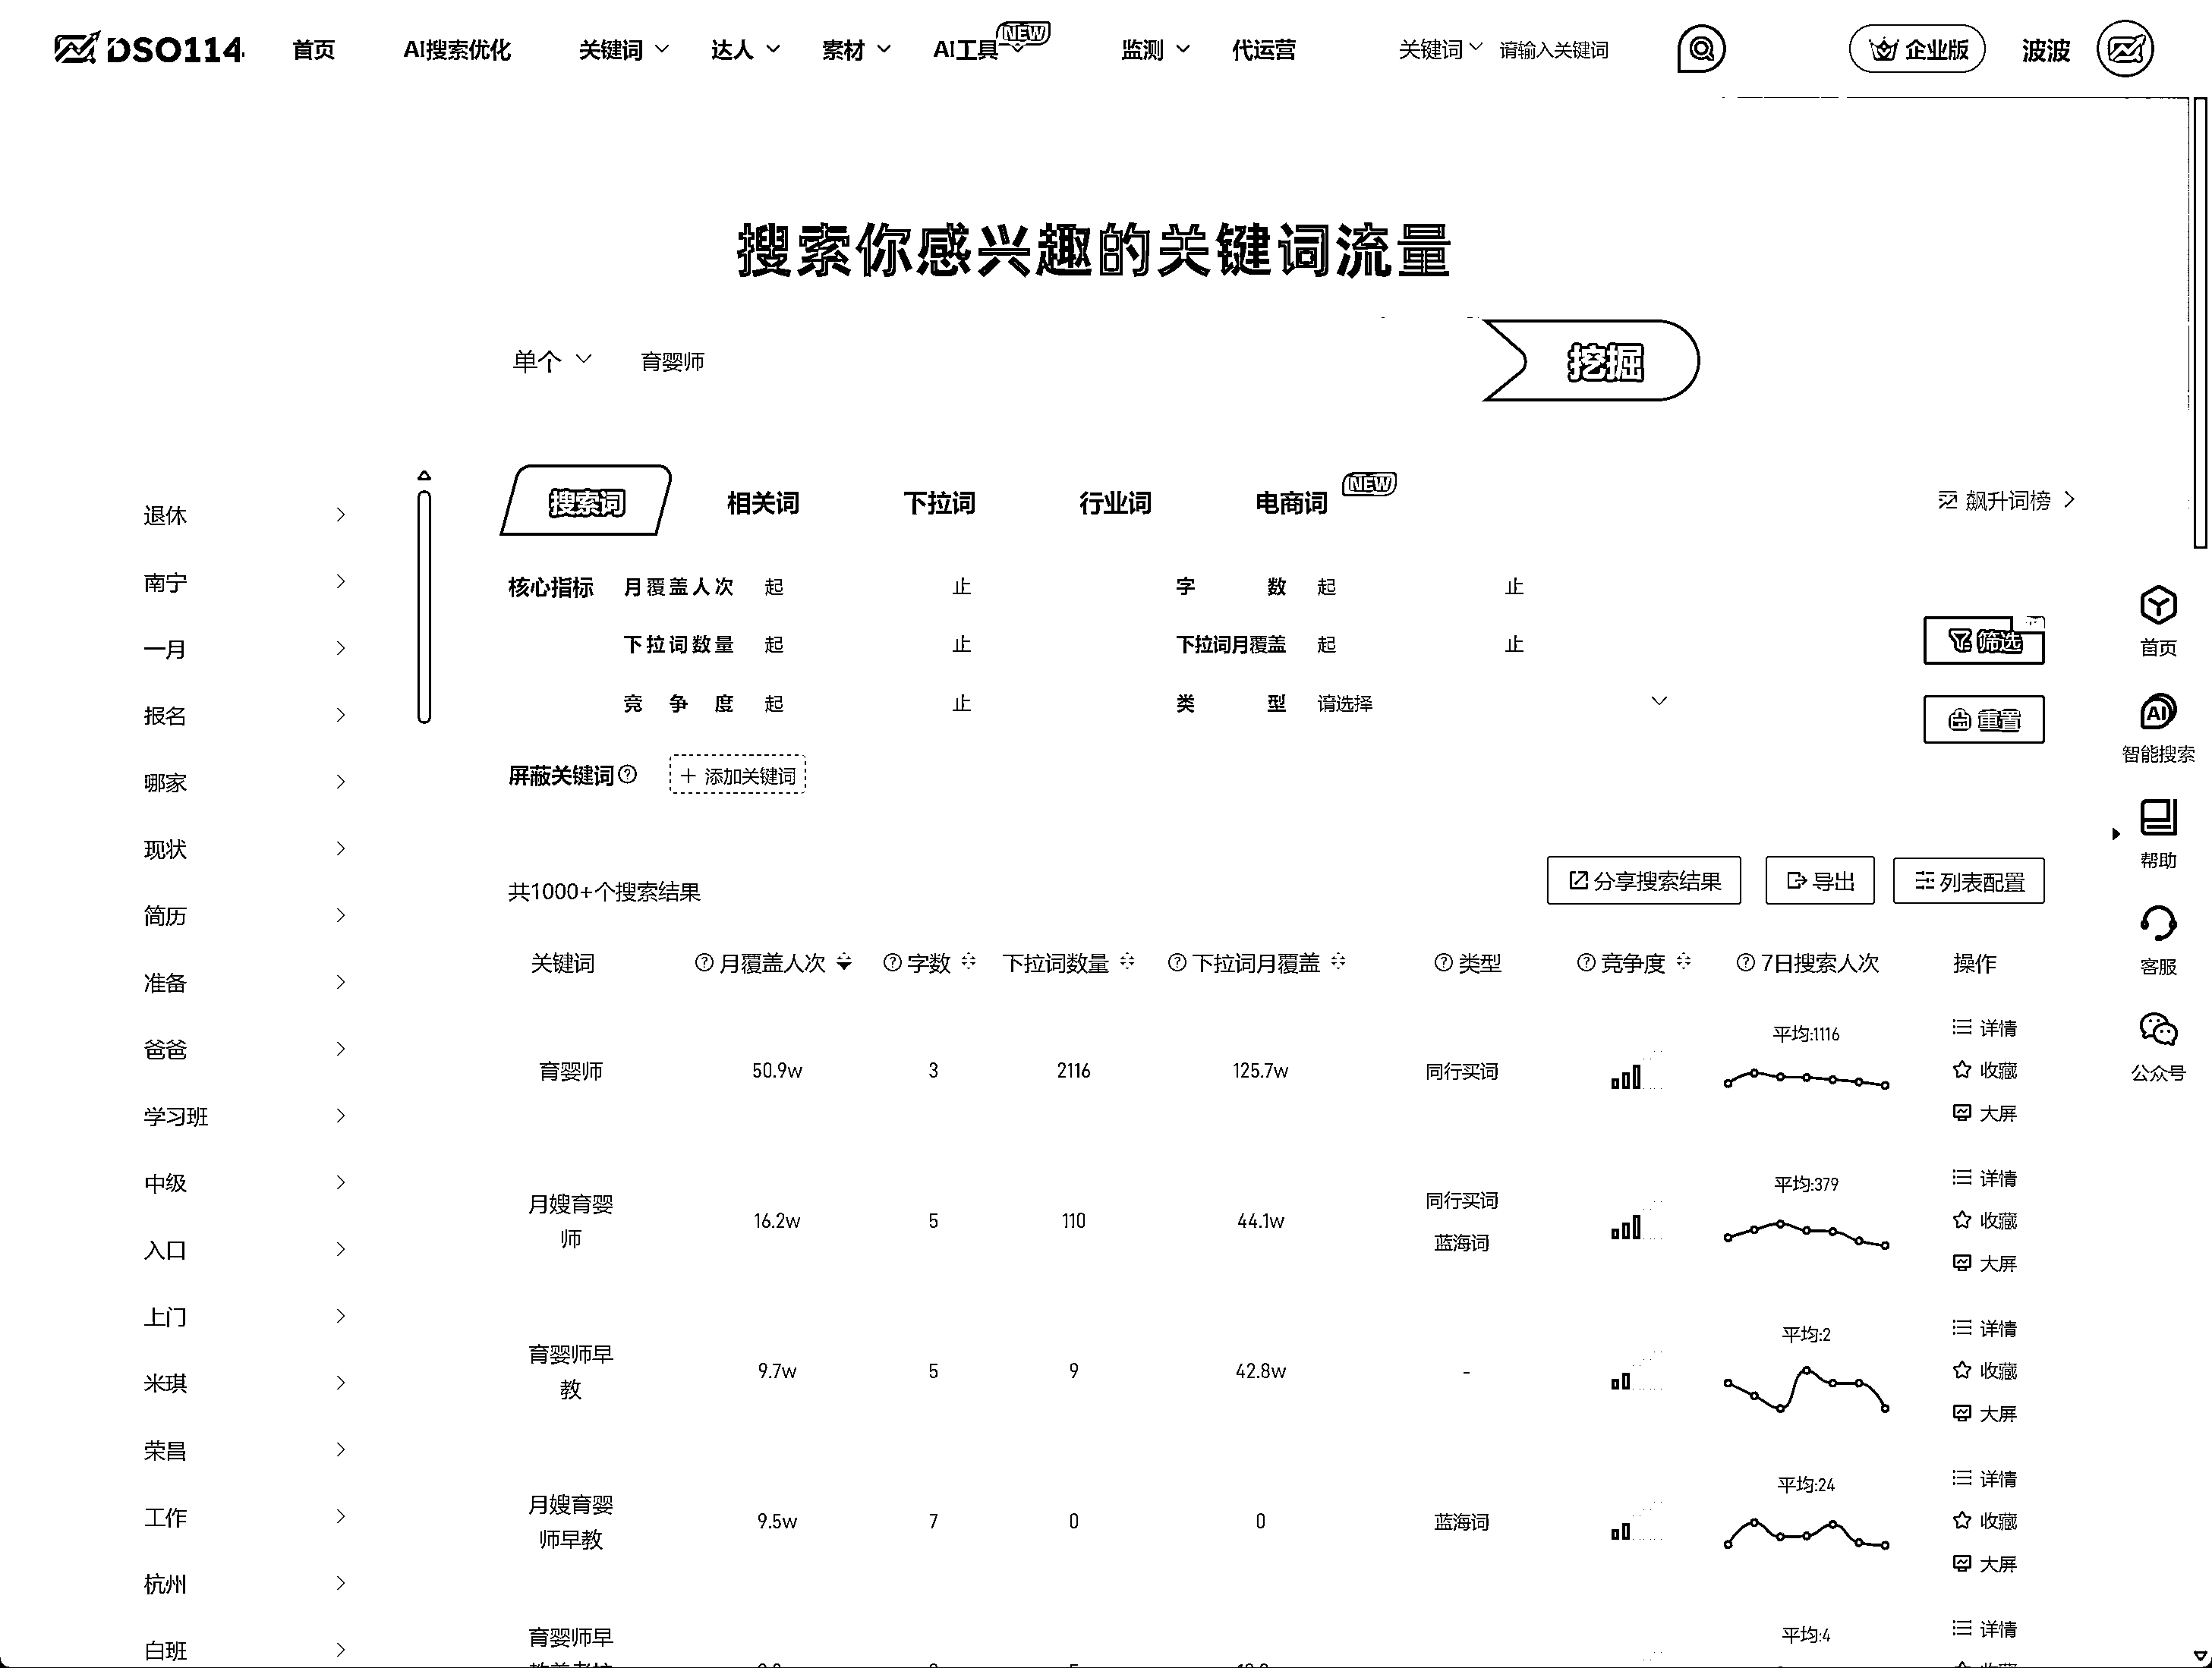 DSO114 首页 AI搜索优化 关键词 达人 素材 AI工具 NEW 监测 代运营 关键词 请输入关键词 企业版 波波
搜索你感兴趣的关键词流量
单个 育婴师 挖掘
搜索词 相关词 下拉词 行业词 电商词 NEW 飙升词榜
核心指标 月覆盖人次 起 止 字数 起 止
下拉词数量 起 止 下拉词月覆盖 起 止
筛选
竞争度 起 止 类型 请选择
重置
屏蔽关键词 + 添加关键词
共1000+个搜索结果 分享搜索结果 导出 列表配置
关键词 月覆盖人次 字数 下拉词数量 下拉词月覆盖 类型 竞争度 7日搜索人次 操作
育婴师 50.9w 3 2116 125.7w 同行买词 平均:1116 详情 收藏 大屏
月嫂育婴师 16.2w 5 110 44.1w 同行买词 蓝海词 平均:379 详情 收藏 大屏
育婴师早教 9.7w 5 9 42.8w - 平均:2 详情 收藏 大屏
月嫂育婴师早教 9.5w 7 0 0 蓝海词 平均:24 详情 收藏 大屏
育婴师早 平均:4 详情
退休
南宁
一月
报名
哪家
现状
简历
准备
爸爸
学习班
中级
入口
上门
米琪
荣昌
工作
杭州
白班
首页
AI
智能搜索
帮助
客服
公众号